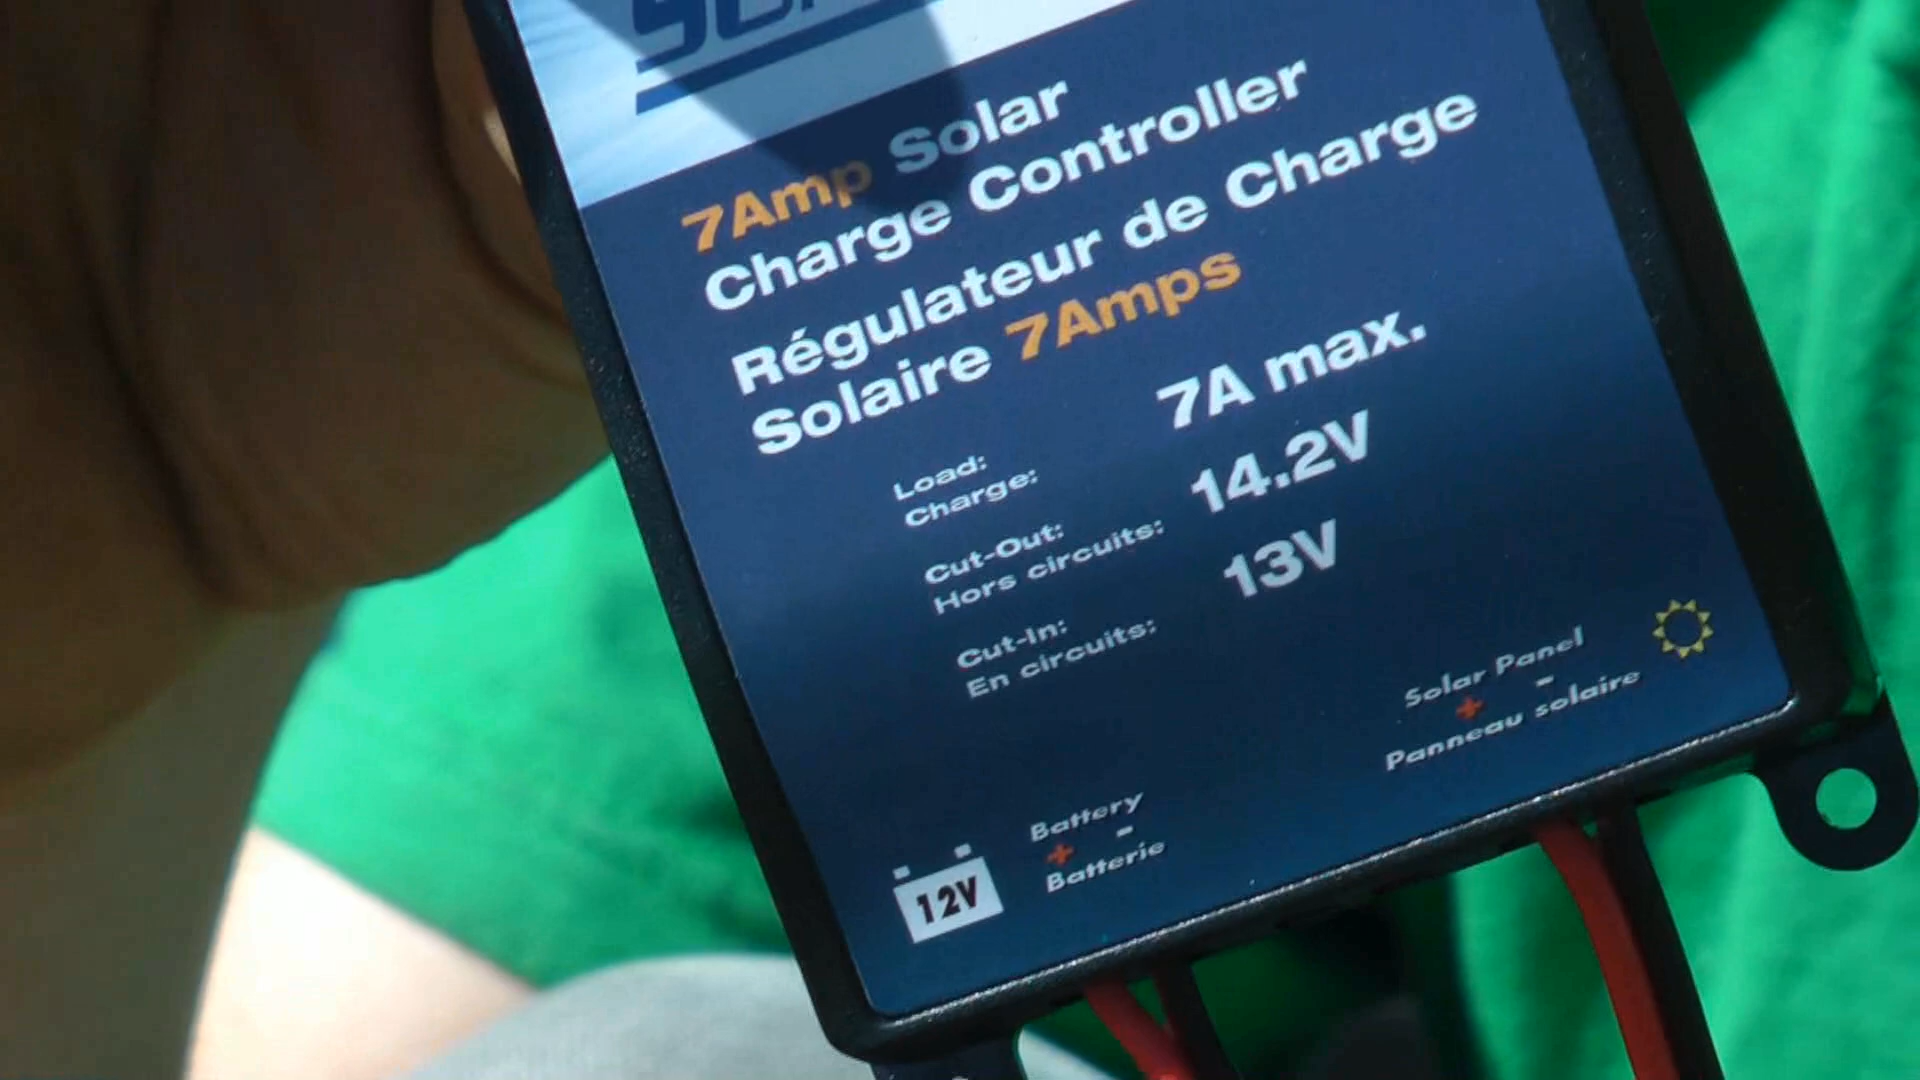 7Amp Solar
Charge Controller
Régulateur de Charge
Solaire 7Amps
Load: 7A max.
Charge:
Cut-Out: 14.2V
Hors circuits:
Cut-In: 13V
En circuits:
Solar Panel
+ -
Panneau solaire
Battery
+ -
Batterie
12V